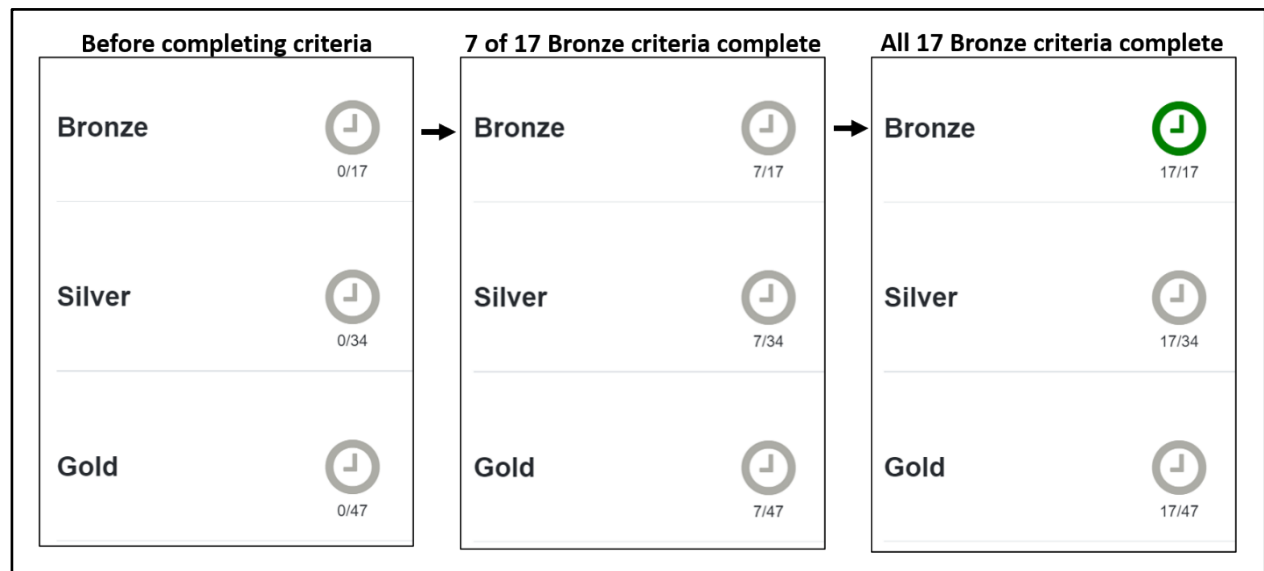 Before completing criteria
Bronze
0/17
Silver
0/34
Gold
0/47
7 of 17 Bronze criteria complete
Bronze
7/17
Silver
7/34
Gold
7/47
All 17 Bronze criteria complete
Bronze
17/17
Silver
17/34
Gold
17/47